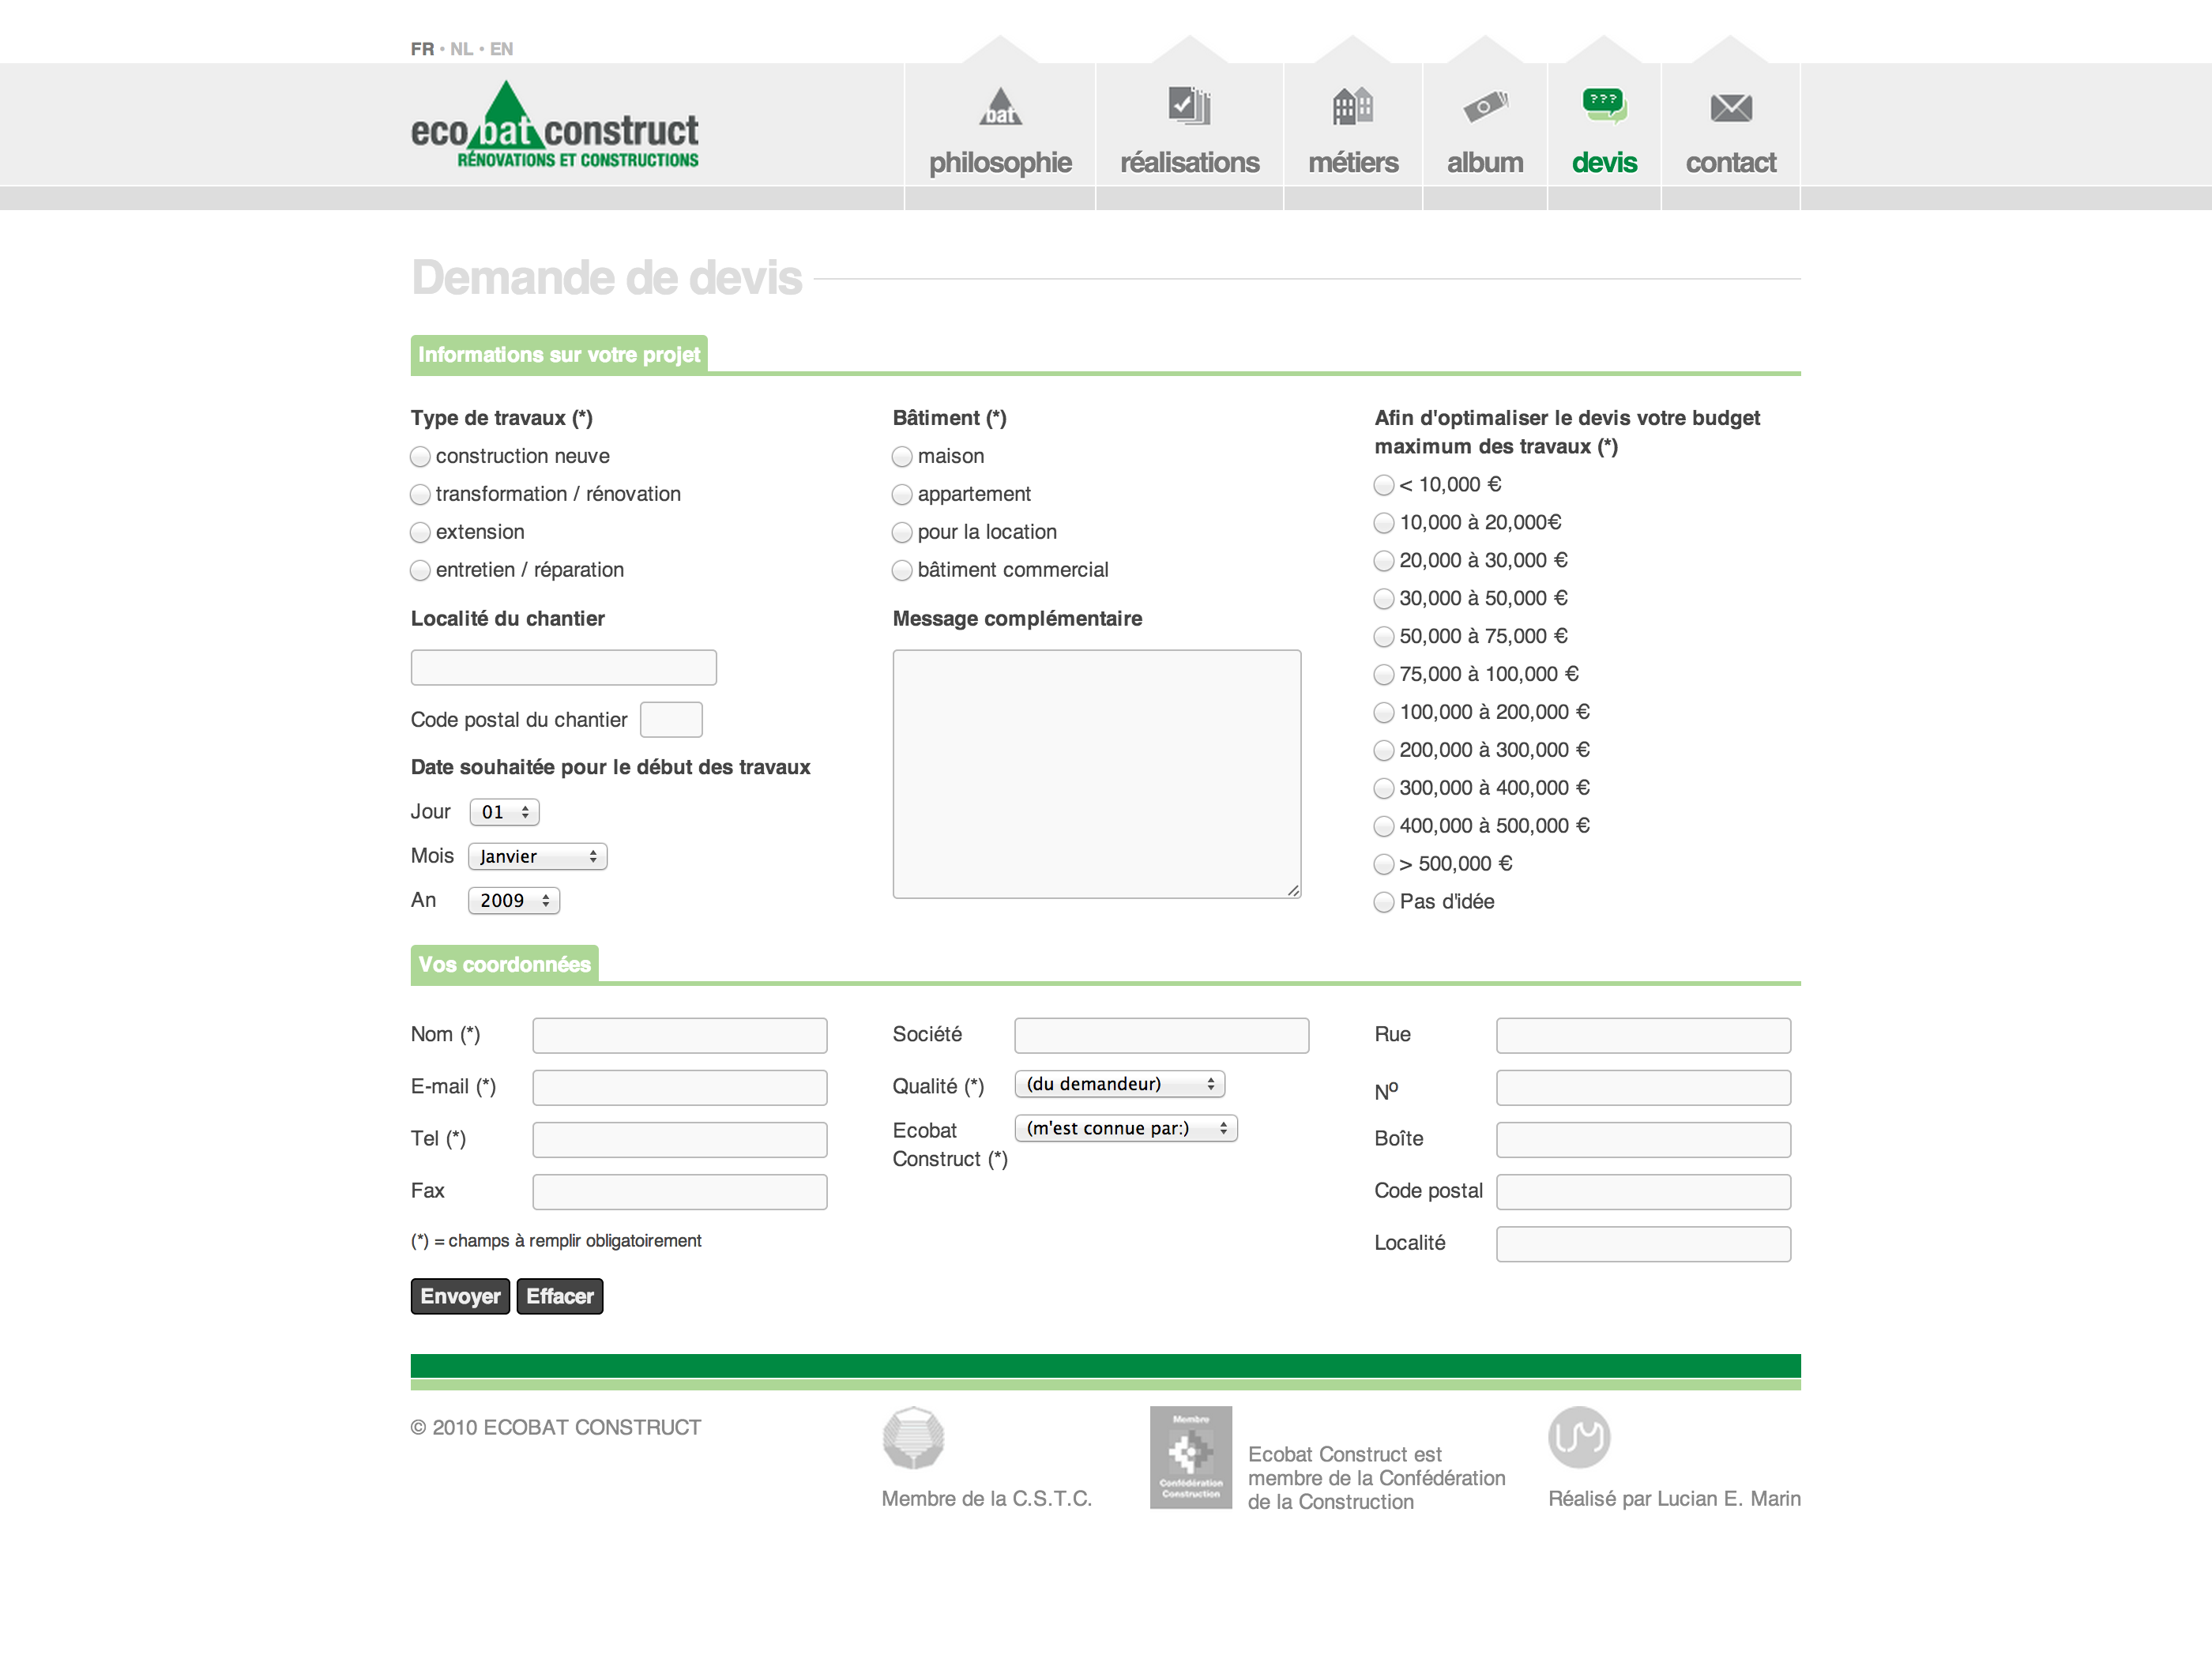 FR • NL • EN
eco bat construct
RÉNOVATIONS ET CONSTRUCTIONS
bat
philosophie
réalisations
métiers
album
???
devis
contact
Demande de devis
Informations sur votre projet
Type de travaux (*)
construction neuve
transformation / rénovation
extension
entretien / réparation
Localité du chantier
Code postal du chantier
Date souhaitée pour le début des travaux
Jour 01
Mois Janvier
An 2009
Bâtiment (*)
maison
appartement
pour la location
bâtiment commercial
Message complémentaire
Afin d'optimaliser le devis votre budget
maximum des travaux (*)
< 10,000 €
10,000 à 20,000€
20,000 à 30,000 €
30,000 à 50,000 €
50,000 à 75,000 €
75,000 à 100,000 €
100,000 à 200,000 €
200,000 à 300,000 €
300,000 à 400,000 €
400,000 à 500,000 €
> 500,000 €
Pas d'idée
Vos coordonnées
Nom (*)
E-mail (*)
Tel (*)
Fax
(*) = champs à remplir obligatoirement
Envoyer Effacer
Société
Qualité (*) (du demandeur)
Ecobat
Construct (*)
(m'est connue par:)
Rue
Nº
Boîte
Code postal
Localité
© 2010 ECOBAT CONSTRUCT
Membre de la C.S.T.C.
Membre
Confédération
Construction
Ecobat Construct est
membre de la Confédération
de la Construction
Réalisé par Lucian E. Marin